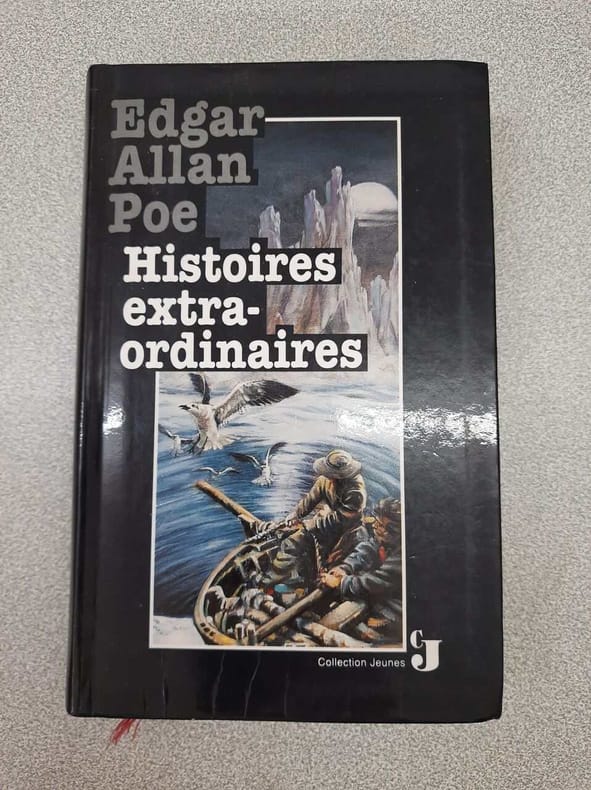 Edgar
Allan
Poe
Histoires
extra-
ordinaires
Collection Jeunes
CJ